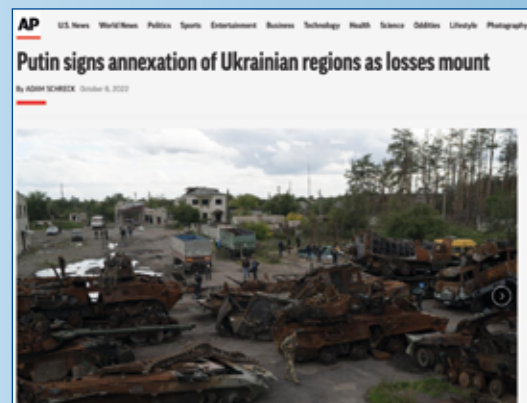 AP U.S. News World News Politics Sports Entertainment Business Technology Health Science Oddities Lifestyle Photography
Putin signs annexation of Ukrainian regions as losses mount
By ADAM SCHRECK October 6, 2022